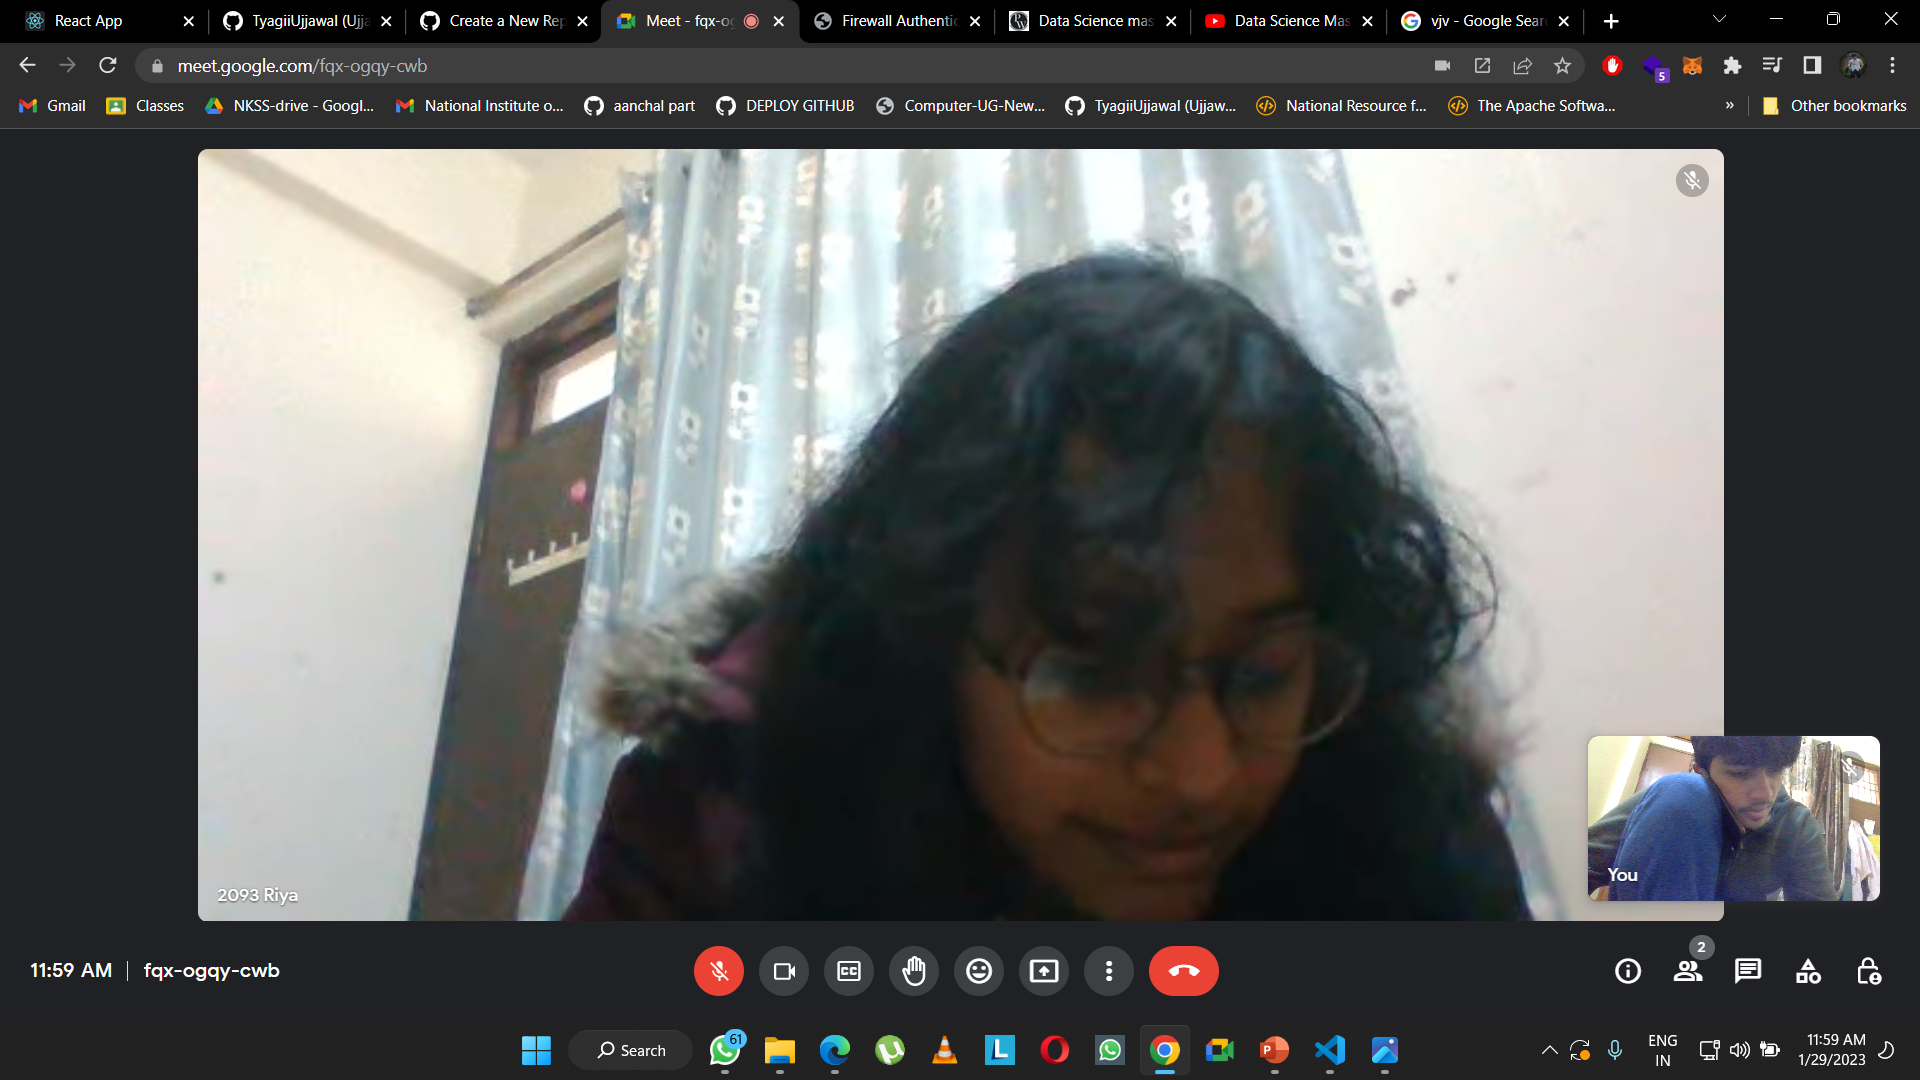 React App
TyagiiUjjawal (Ujja
Create a New Rep
Meet - fqx-og
Firewall Authentic
Data Science mas
Data Science Mas
vjv - Google Sear
meet.google.com/fqx-ogqy-cwb
5
Gmail
Classes
NKSS-drive - Googl...
National Institute o...
aanchal part
DEPLOY GITHUB
Computer-UG-New...
TyagiiUjjawal (Ujjaw...
National Resource f...
The Apache Softwa...
»
Other bookmarks
2093 Riya
You
11:59 AM | fqx-ogqy-cwb
CC
2
Search
61
ENG
IN
11:59 AM
1/29/2023